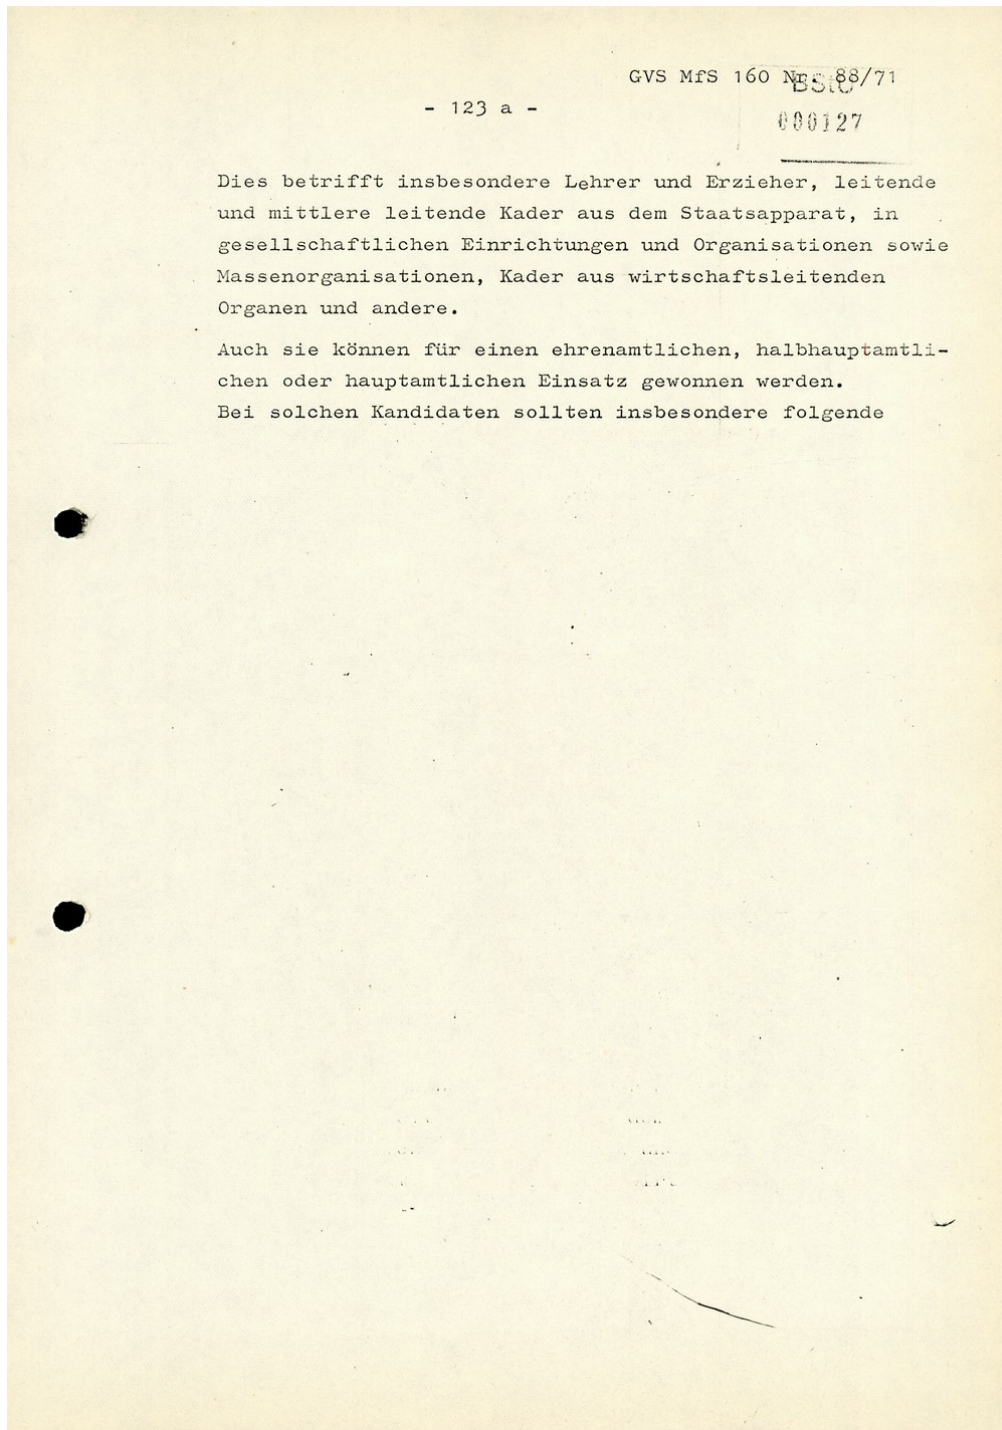 GVS MfS 160 Nr. 88/71
BStU
- 123 a -
000127
Dies betrifft insbesondere Lehrer und Erzieher, leitende
und mittlere leitende Kader aus dem Staatsapparat, in
gesellschaftlichen Einrichtungen und Organisationen sowie
Massenorganisationen, Kader aus wirtschaftsleitenden
Organen und andere.
Auch sie können für einen ehrenamtlichen, halbhauptamtli-
chen oder hauptamtlichen Einsatz gewonnen werden.
Bei solchen Kandidaten sollten insbesondere folgende